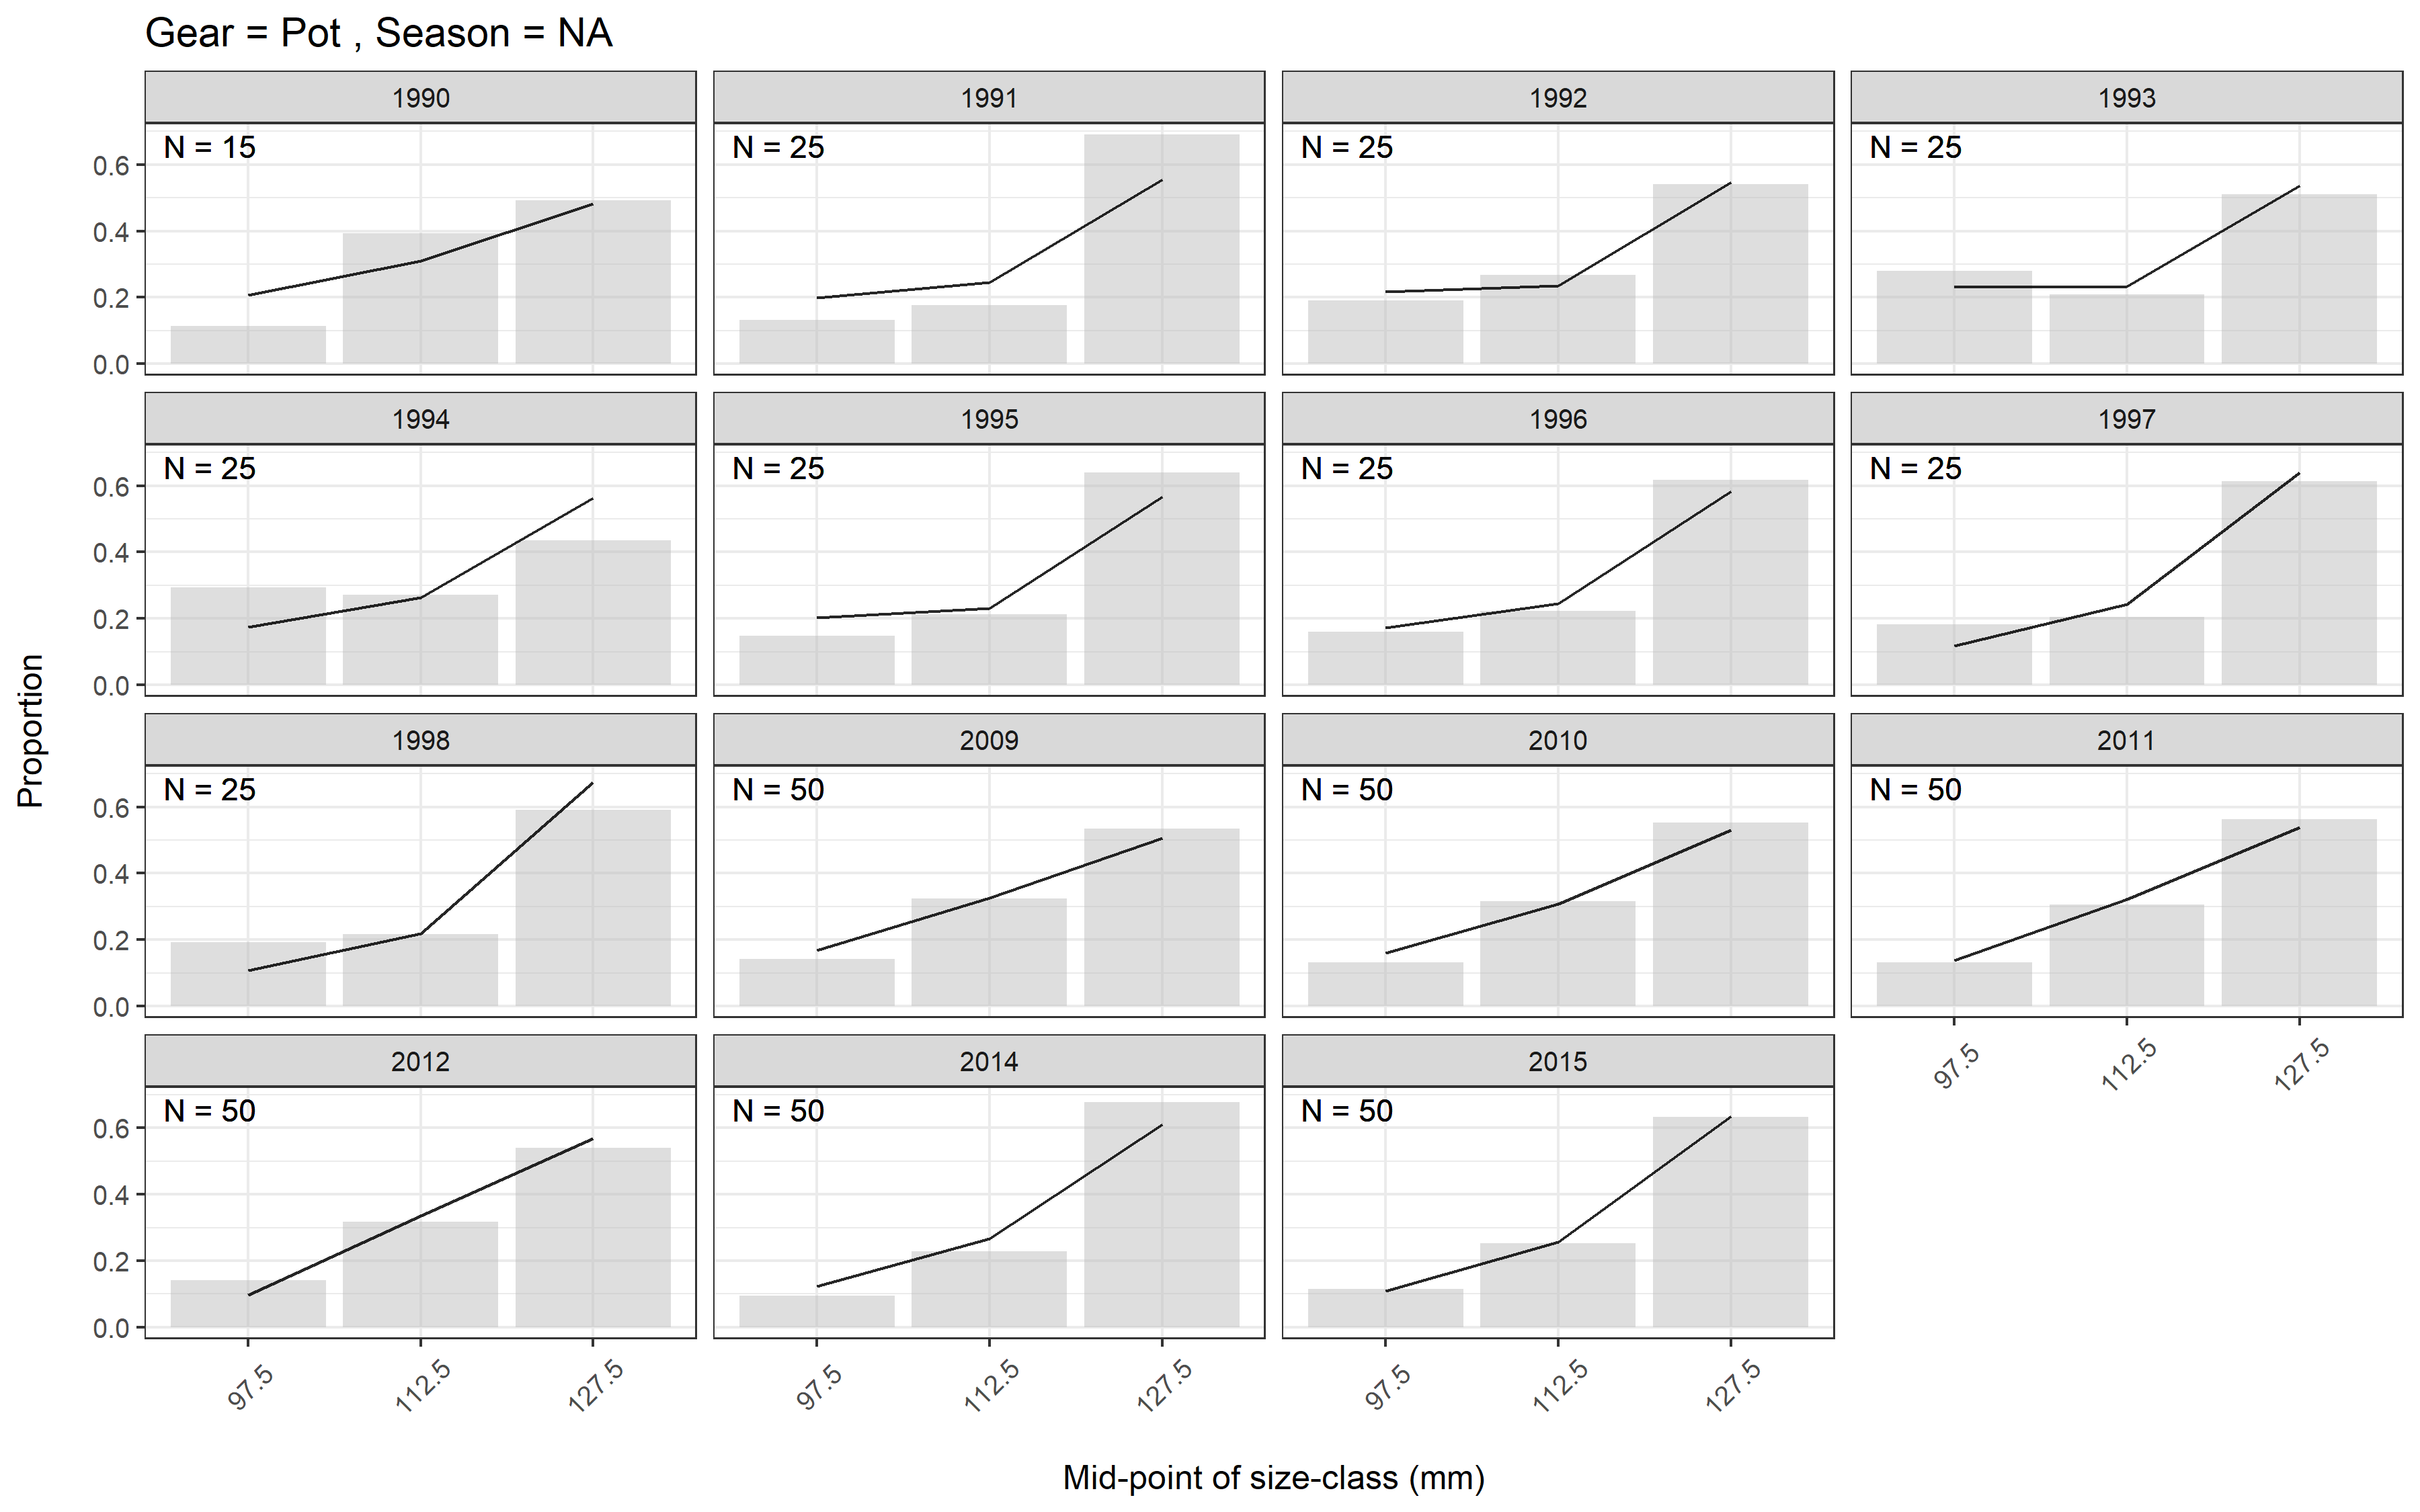 Gear = Pot , Season = NA
1990 1991 1992 1993
N = 15 N = 25 N = 25 N = 25
0.6
0.4
0.2
0.0
1994 1995 1996 1997
N = 25 N = 25 N = 25 N = 25
0.6
0.4
0.2
0.0
1998 2009 2010 2011
N = 25 N = 50 N = 50 N = 50
0.6
0.4
0.2
0.0
97.5 112.5 127.5
2012 2014 2015
N = 50 N = 50 N = 50
0.6
0.4
0.2
0.0
97.5 112.5 127.5 97.5 112.5 127.5 97.5 112.5 127.5
Proportion
Mid-point of size-class (mm)